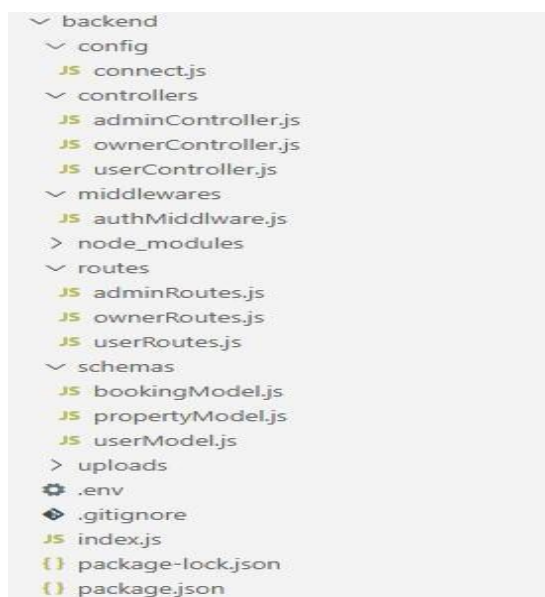 backend
config
JS connect.js
controllers
JS adminController.js
JS ownerController.js
JS userController.js
middlewares
JS authMiddlware.js
node_modules
routes
JS adminRoutes.js
JS ownerRoutes.js
JS userRoutes.js
schemas
JS bookingModel.js
JS propertyModel.js
JS userModel.js
uploads
.env
.gitignore
JS index.js
{} package-lock.json
{} package.json